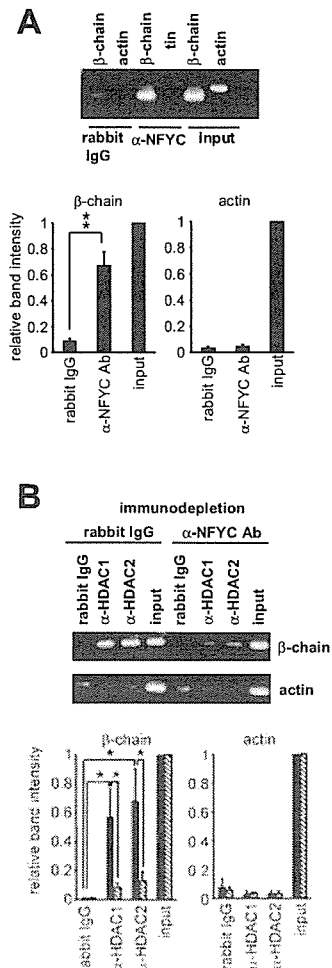 A
β-chain
actin
β-chain
tin
β-chain
actin
rabbit IgG
α-NFYC
Input
β-chain
actin
relative band intensity
1
0.8
0.6
0.4
0.2
0
**
1
0.8
0.6
0.4
0.2
0
rabbit IgG
α-NFYC Ab
input
rabbit IgG
α-NFYC Ab
input
B
immunodepletion
rabbit IgG
α-NFYC Ab
rabbit IgG
α-HDAC1
α-HDAC2
input
rabbit IgG
α-HDAC1
α-HDAC2
input
β-chain
actin
β-chain
actin
relative band intensity
1
0.8
0.6
0.4
0.2
0
* *
* *
1
0.8
0.6
0.4
0.2
0
abbit IgG
α-HDAC1
α-HDAC2
input
rabbit IgG
α-HDAC1
α-HDAC2
input